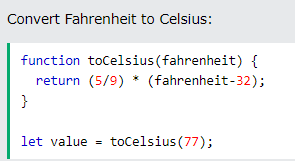 Convert Fahrenheit to Celsius:
function toCelsius(fahrenheit) {
  return (5/9) * (fahrenheit-32);
}
let value = toCelsius(77);